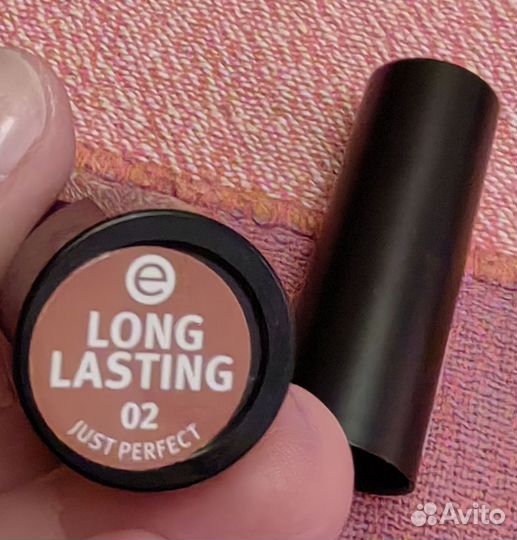 e
LONG
LASTING
02
JUST PERFECT
Avito